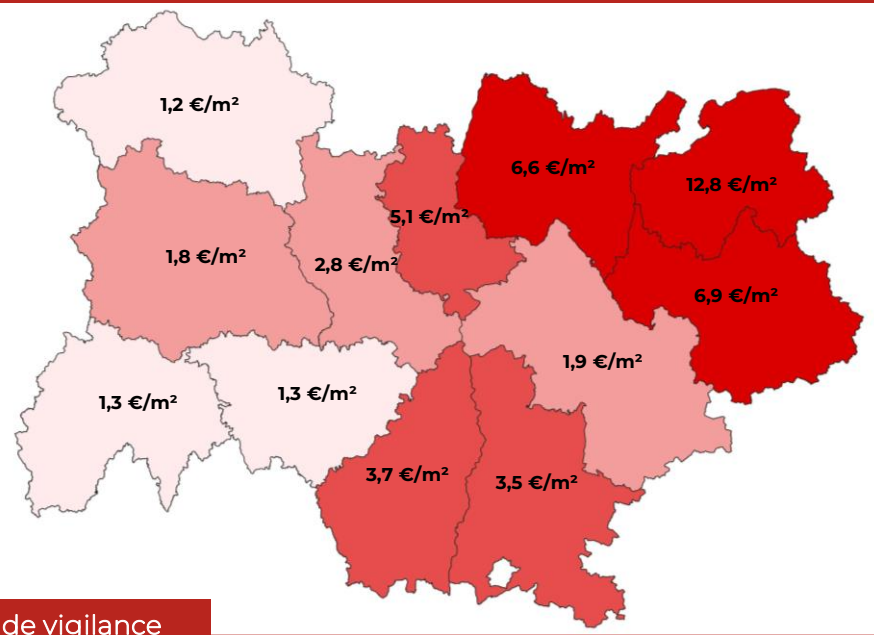 1,2 €/m²
6,6 €/m²
12,8 €/m²
5,1 €/m²
1,8 €/m²
2,8 €/m²
6,9 €/m²
1,9 €/m²
1,3 €/m²
1,3 €/m²
3,7 €/m²
3,5 €/m²
de vigilance